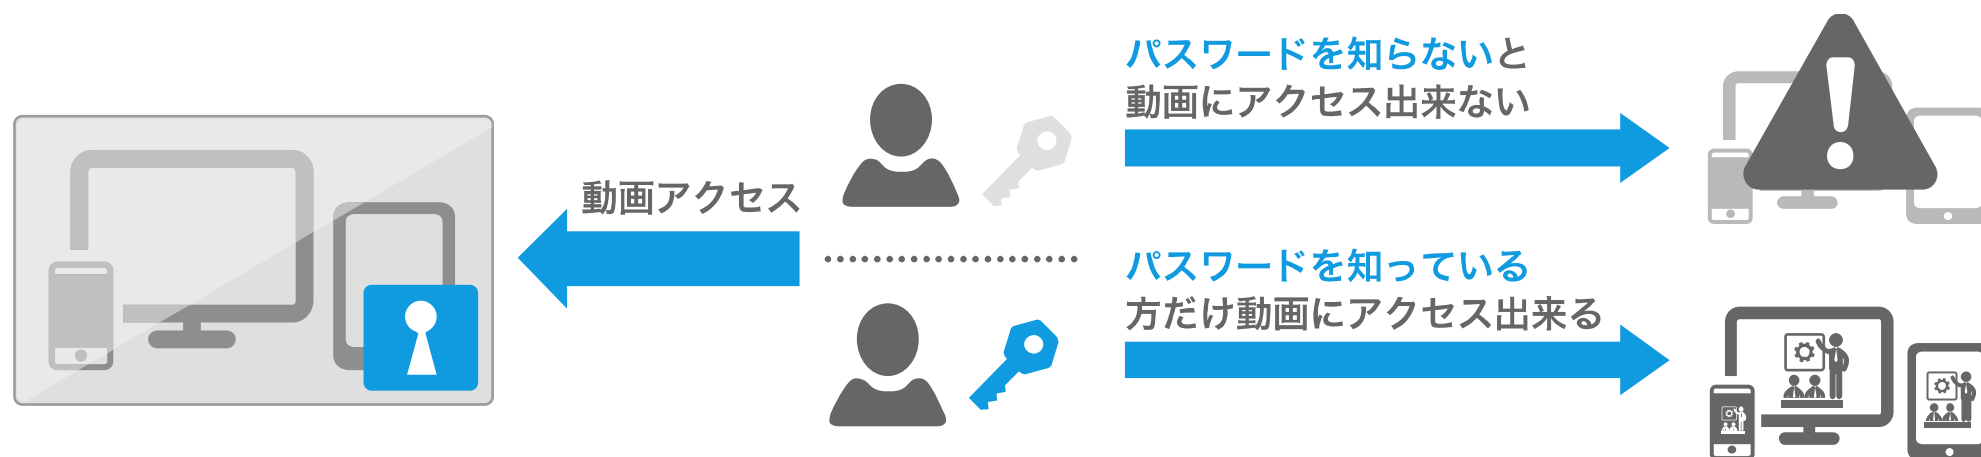 動画アクセス
パスワードを知らないと
動画にアクセス出来ない
パスワードを知っている
方だけ動画にアクセス出来る